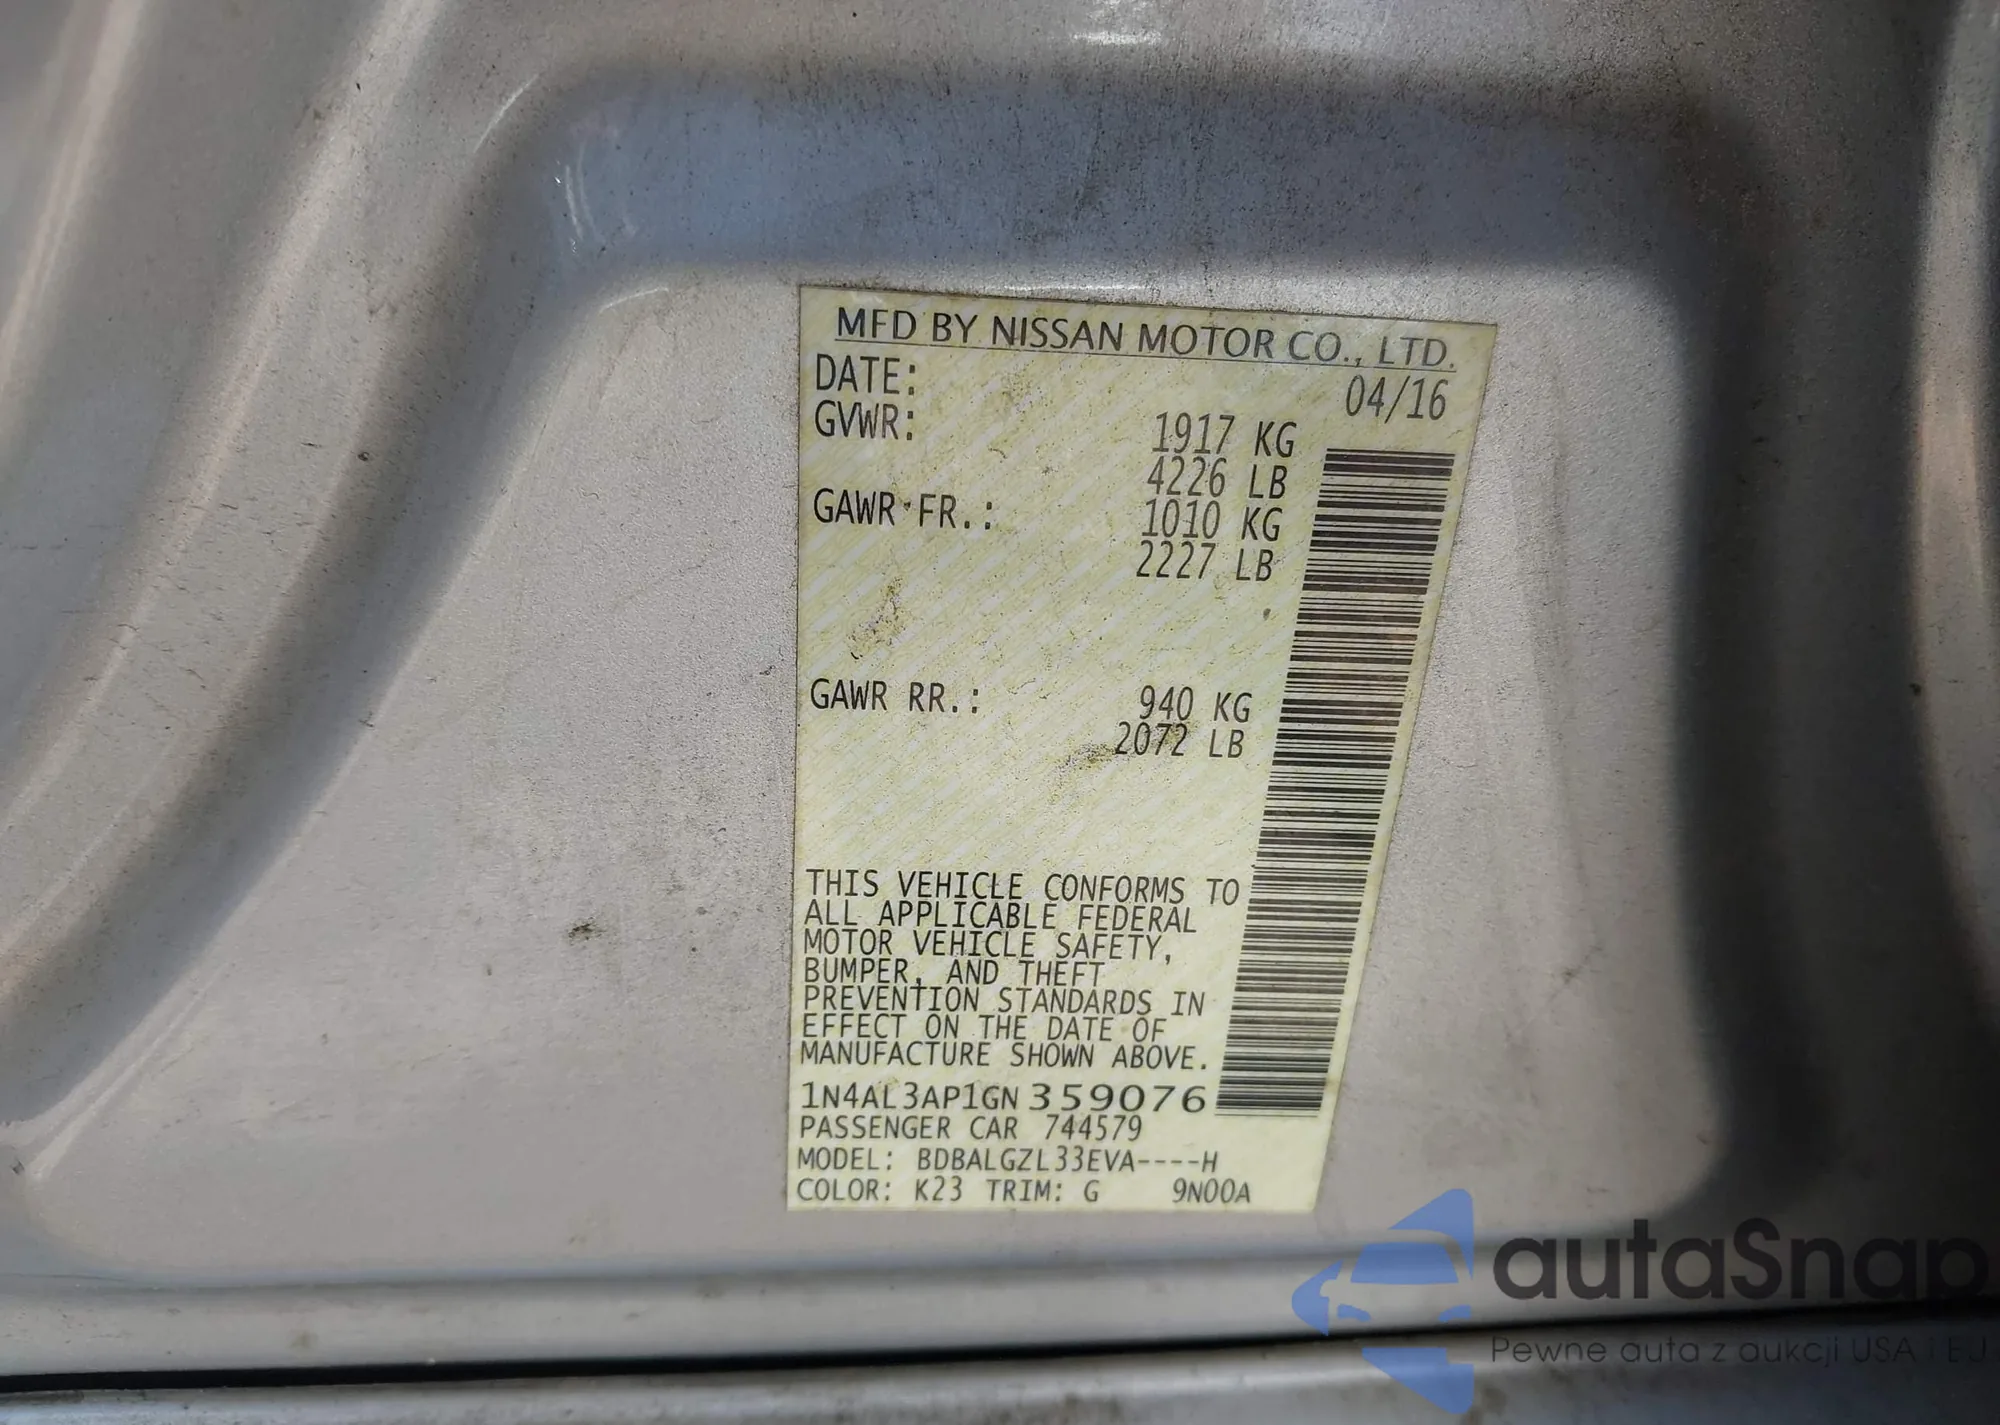 MFD BY NISSAN MOTOR CO., LTD.
DATE: 04/16
GVWR: 1917 KG
4226 LB
GAWR FR.: 1010 KG
2227 LB
GAWR RR.: 940 KG
2072 LB
THIS VEHICLE CONFORMS TO
ALL APPLICABLE FEDERAL
MOTOR VEHICLE SAFETY,
BUMPER, AND THEFT
PREVENTION STANDARDS IN
EFFECT ON THE DATE OF
MANUFACTURE SHOWN ABOVE.
1N4AL3AP1GN359076
PASSENGER CAR 744579
MODEL: BDBALGZL33EVA----H
COLOR: K23 TRIM: G 9N00A
autaSnap
Pewne auta z aukcji USA i EU